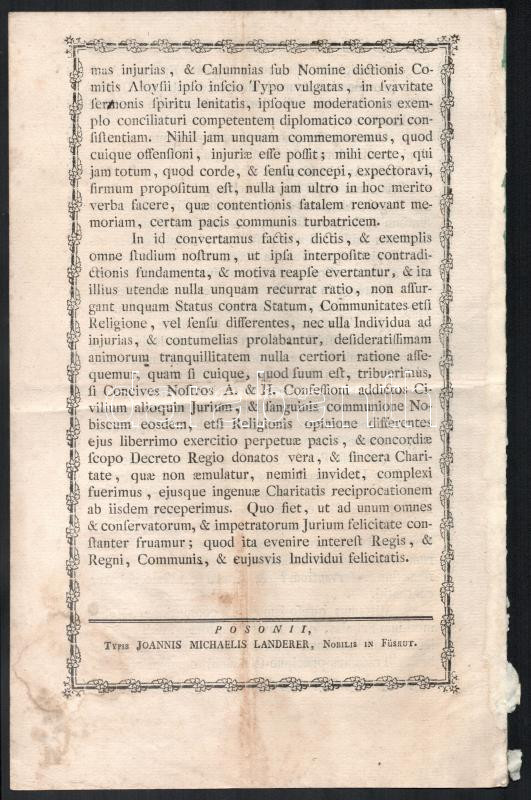 mas injurias, & Calumnias ſub Nomine dictionis Co-
mitis Aloyſii ipſo inſcio Typo vulgatas, in ſvavitate
ſermonis ſpiritu lenitatis, ipſoque moderationis exem-
plo conciliaturi competentem diplomatico corpori con-
ſiſtentiam. Nihil jam unquam commemoremus, quod
cuique offenſioni, injuriæ eſſe poſſit; mihi certe, qui
jam totum, quod corde, & ſenſu concepi, expectoravi,
firmum propoſitum eſt, nulla jam ultro in hoc merito
verba facere, quæ contentionis fatalem renovant me-
moriam, certam pacis communis turbatricem.
In id convertamus factis, dictis, & exemplis
omne ſtudium noſtrum, ut ipſa interpoſitæ contradi-
ctionis fundamenta, & motiva reapſe evertantur, & ita
illius utendæ nulla unquam recurrat ratio, non aſſur-
gant unquam Status contra Statum, Communitates etſi
Religione, vel ſenſu differentes, nec ulla Individua ad
injurias, & contumelias prolabantur, deſideratiſſimam
animorum tranquillitatem nulla certiori ratione aſſe-
quemur, quam ſi cuique, quod ſuum eſt, tribuerimus,
ſi Concives Noſtros A. & H. Confeſſioni addictos Ci-
vilium alioquin Jurium, & ſanguinis communione No-
biscum eosdem, etſi Religionis opinione differentes
ejus liberrimo exercitio perpetuæ pacis, & concordiæ
ſcopo Decreto Regio donatos vera, & ſincera Chari-
tate, quæ non æmulatur, nemini invidet, complexi
fuerimus, ejusque ingenuæ Charitatis reciprocationem
ab iisdem receperimus. Quo fiet, ut ad unum omnes
& conſervatorum, & impetratorum Jurium felicitate con-
ſtanter fruamur; quod ita evenire intereſt Regis, &
Regni, Communis, & cujusvis Individui felicitatis.
POSONII,
Typis JOANNIS MICHAELIS LANDERER, Nobilis in Füskut.